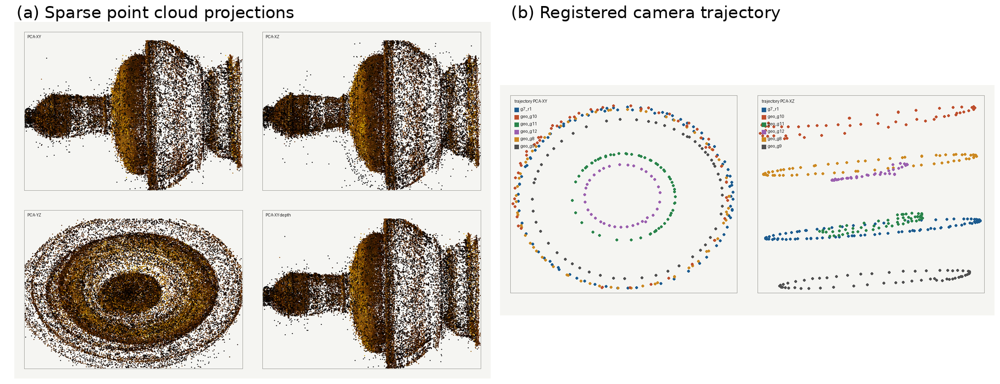 (a) Sparse point cloud projections
PCA-XY
PCA-XZ
PCA-YZ
PCA-XY depth
(b) Registered camera trajectory
trajectory PCA-XY
g7_r1
geo_g10
geo_g11
geo_g12
geo_g8
geo_g9
trajectory PCA-XZ
g7_r1
geo_g10
geo_g11
geo_g12
geo_g8
geo_g9